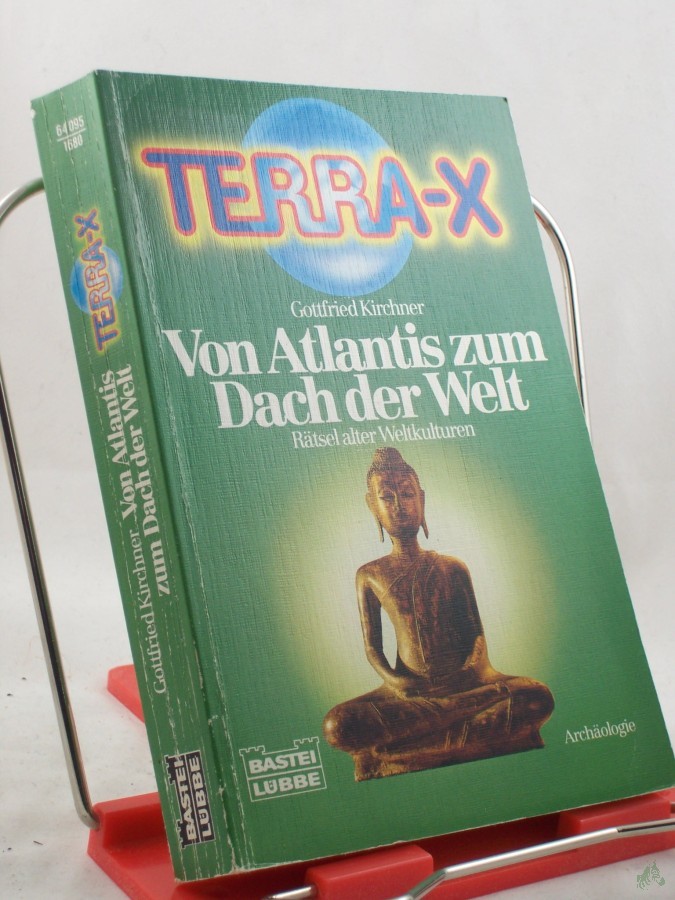 TERRA-X
Gottfried Kirchner
Von Atlantis zum
Dach der Welt
Rätsel alter Weltkulturen
BASTEI
LÜBBE
Archäologie
64 095
1680
TERRA-X
Gottfried Kirchner
Von Atlantis
zum Dach der Welt
BASTEI
LÜBBE